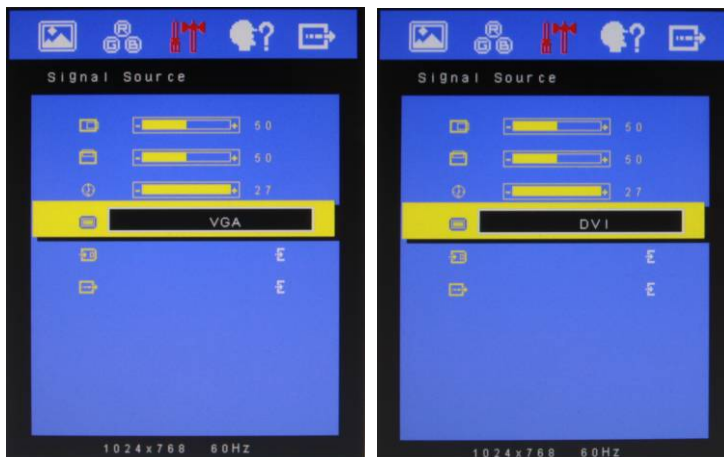 R
G B
?
Signal Source
- + 50
- + 50
- + 27
VGA
1024x768 60Hz
R
G B
?
Signal Source
- + 50
- + 50
- + 27
DVI
1024x768 60Hz